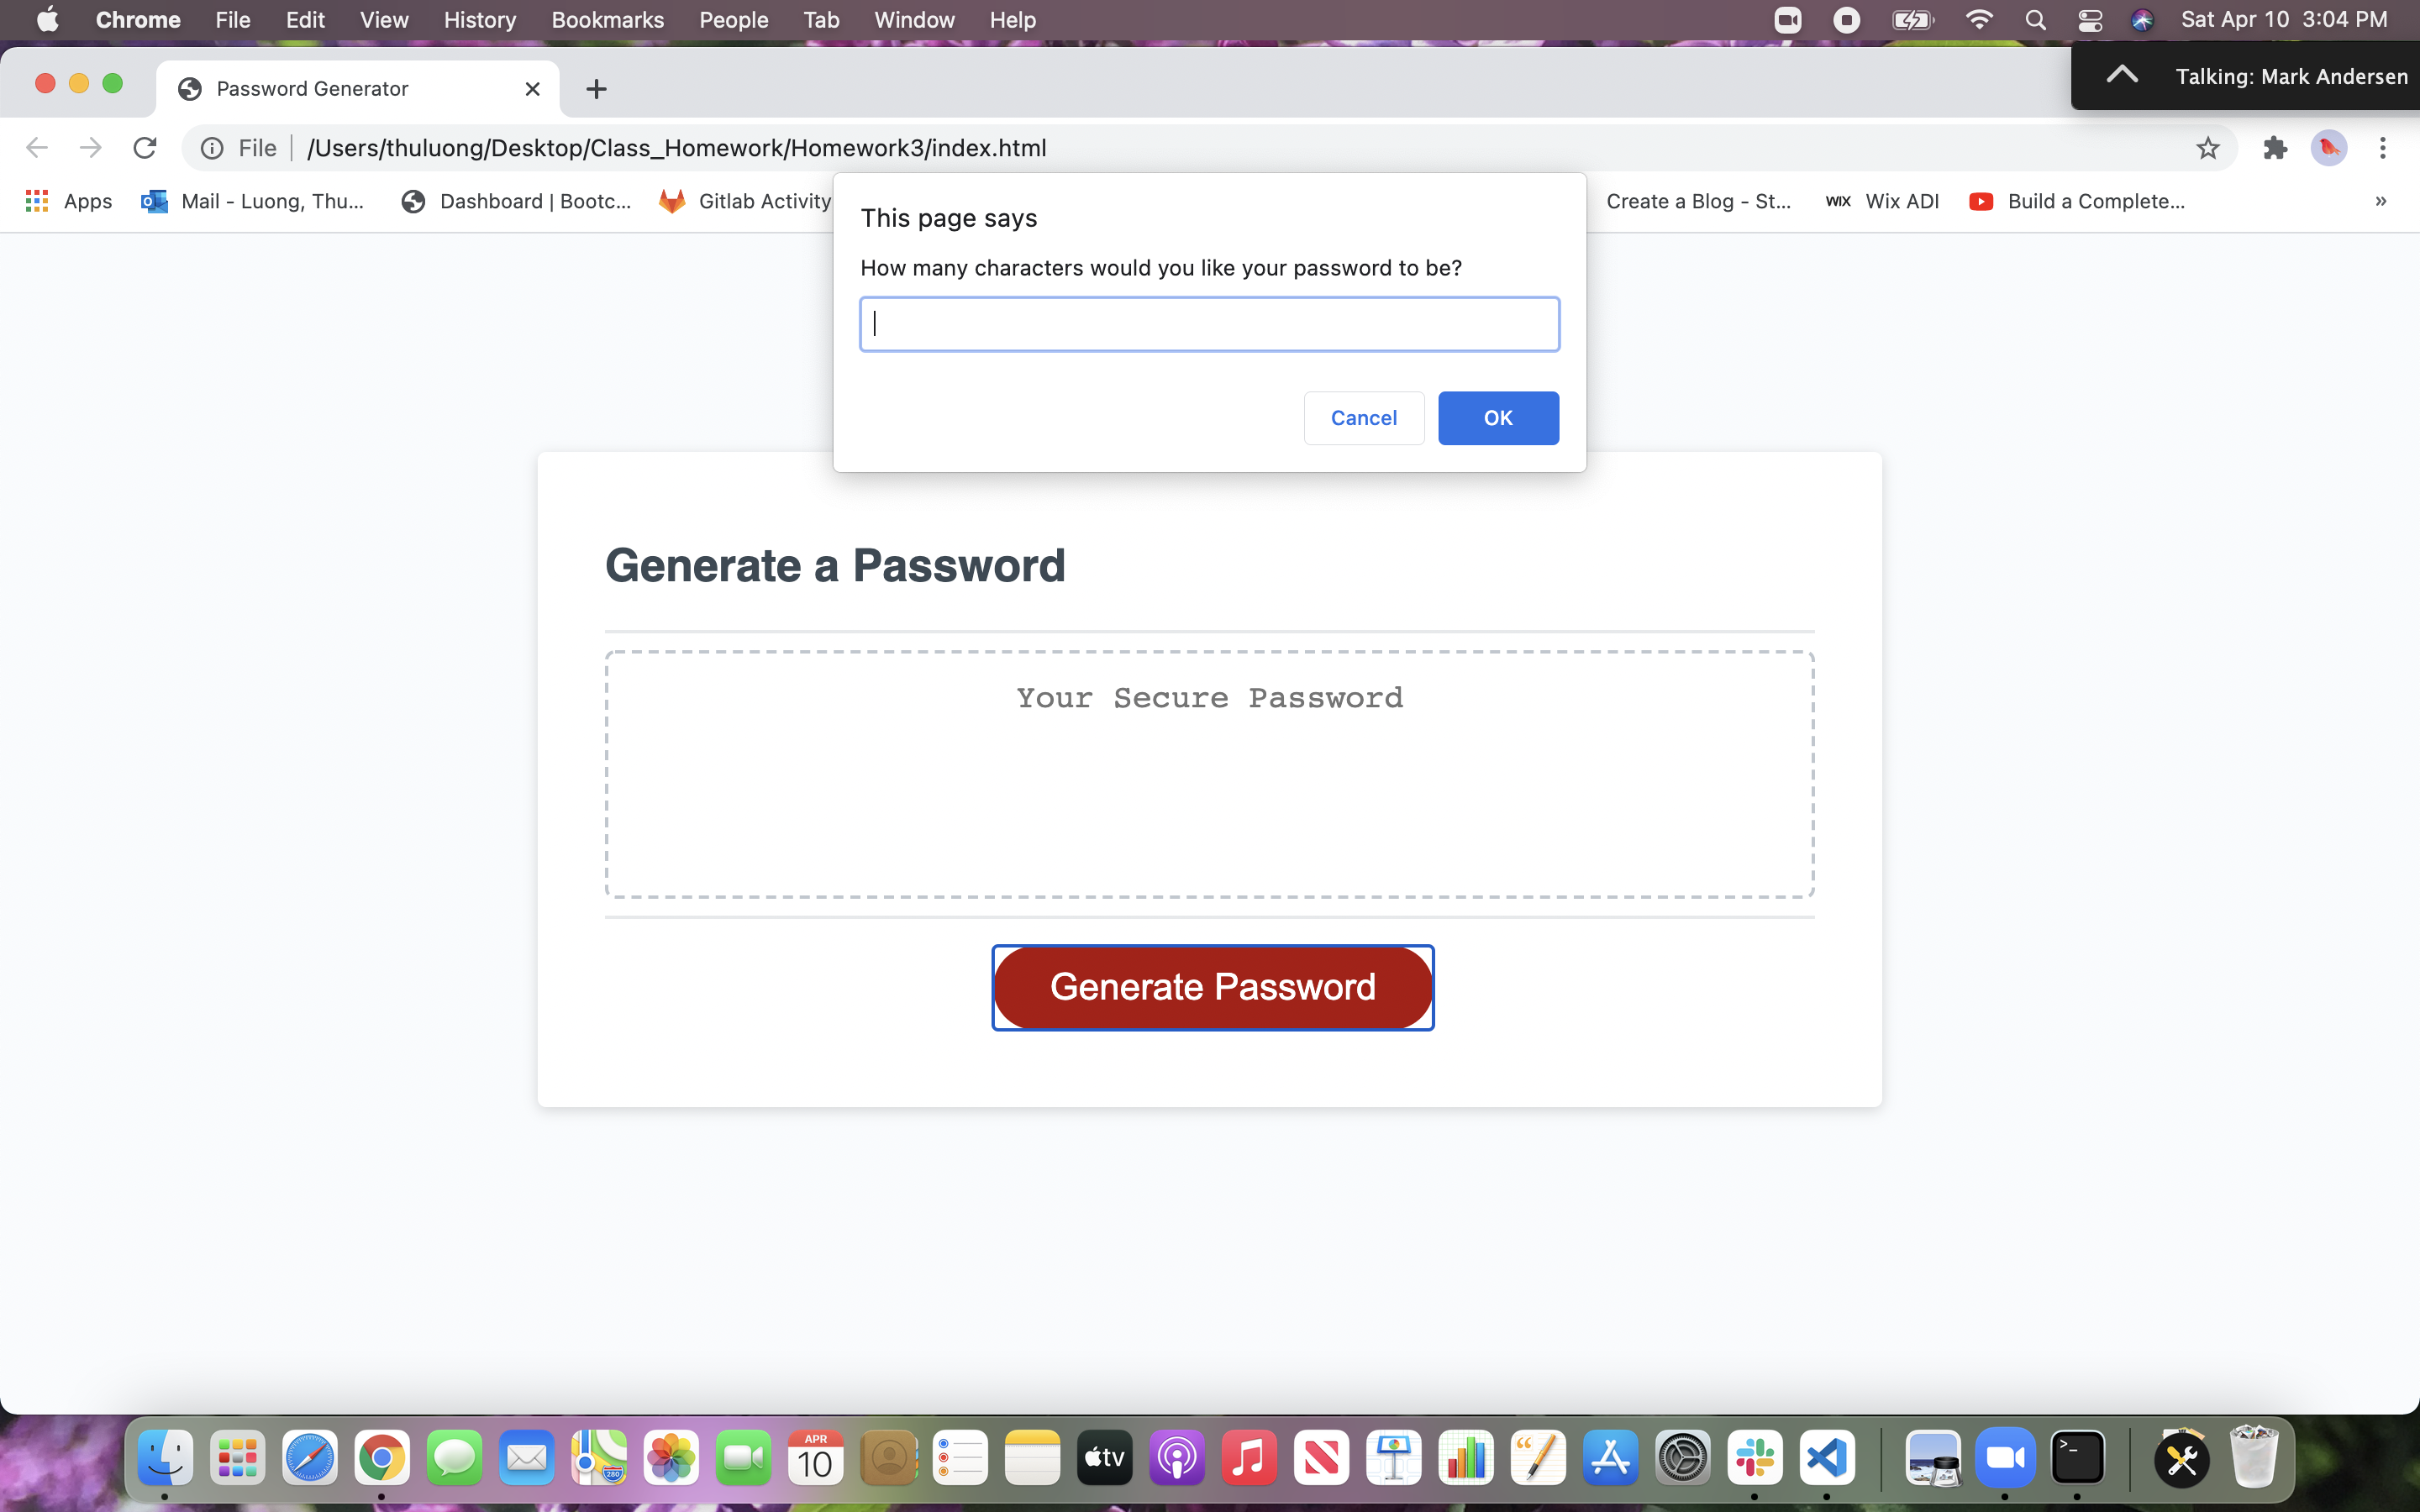 Chrome File Edit View History Bookmarks People Tab Window Help Sat Apr 10 3:04 PM
Password Generator
Talking: Mark Andersen
File /Users/thuluong/Desktop/Class_Homework/Homework3/index.html
Apps Mail - Luong, Thu... Dashboard | Bootc... Gitlab Activity Create a Blog - St... WIX Wix ADI Build a Complete... »
This page says
How many characters would you like your password to be?
Cancel OK
Generate a Password
Your Secure Password
Generate Password
APR
10
tv
280
>_